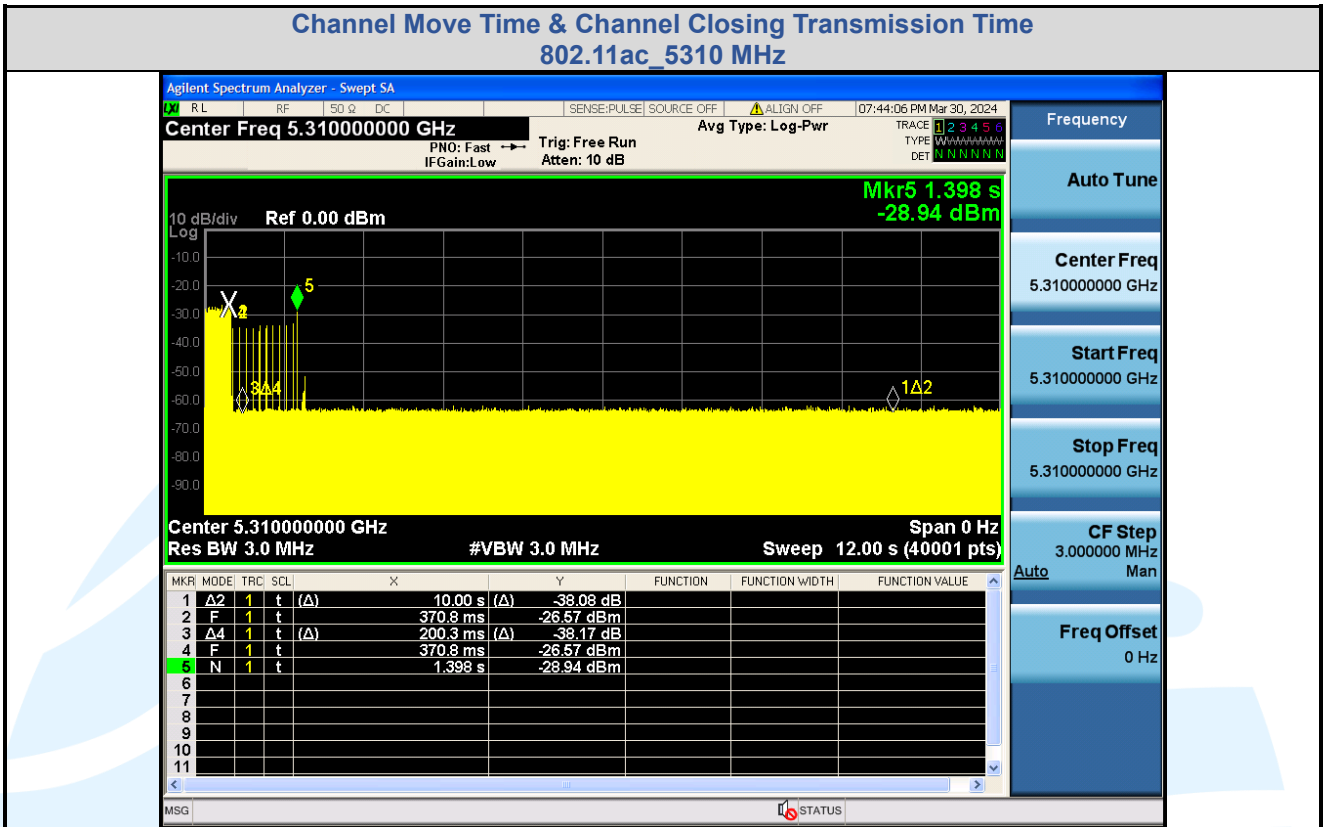 Channel Move Time & Channel Closing Transmission Time
802.11ac_5310 MHz
Agilent Spectrum Analyzer - Swept SA
LXI RL RF 50 Ω DC SENSE:PULSE SOURCE OFF ALIGN OFF 07:44:06 PM Mar 30, 2024
Center Freq 5.310000000 GHz
PNO: Fast
IFGain:Low
Trig: Free Run
Atten: 10 dB
Avg Type: Log-Pwr
TRACE 1 2 3 4 5 6
TYPE WWWWWW
DET N N N N N N
Mkr5 1.398 s
-28.94 dBm
10 dB/div Ref 0.00 dBm
Log
-10.0
-20.0
-30.0
-40.0
-50.0
-60.0
-70.0
-80.0
-90.0
5
3Δ4
1Δ2
Center 5.310000000 GHz Span 0 Hz
Res BW 3.0 MHz #VBW 3.0 MHz Sweep 12.00 s (40001 pts)
MKR MODE TRC SCL X Y FUNCTION FUNCTION WIDTH FUNCTION VALUE
1 Δ2 1 t (Δ) 10.00 s (Δ) -38.08 dB
2 F 1 t 370.8 ms -26.57 dBm
3 Δ4 1 t (Δ) 200.3 ms (Δ) -38.17 dB
4 F 1 t 370.8 ms -26.57 dBm
5 N 1 t 1.398 s -28.94 dBm
6
7
8
9
10
11
MSG STATUS
Frequency
Auto Tune
Center Freq
5.310000000 GHz
Start Freq
5.310000000 GHz
Stop Freq
5.310000000 GHz
CF Step
3.000000 MHz
Auto Man
Freq Offset
0 Hz